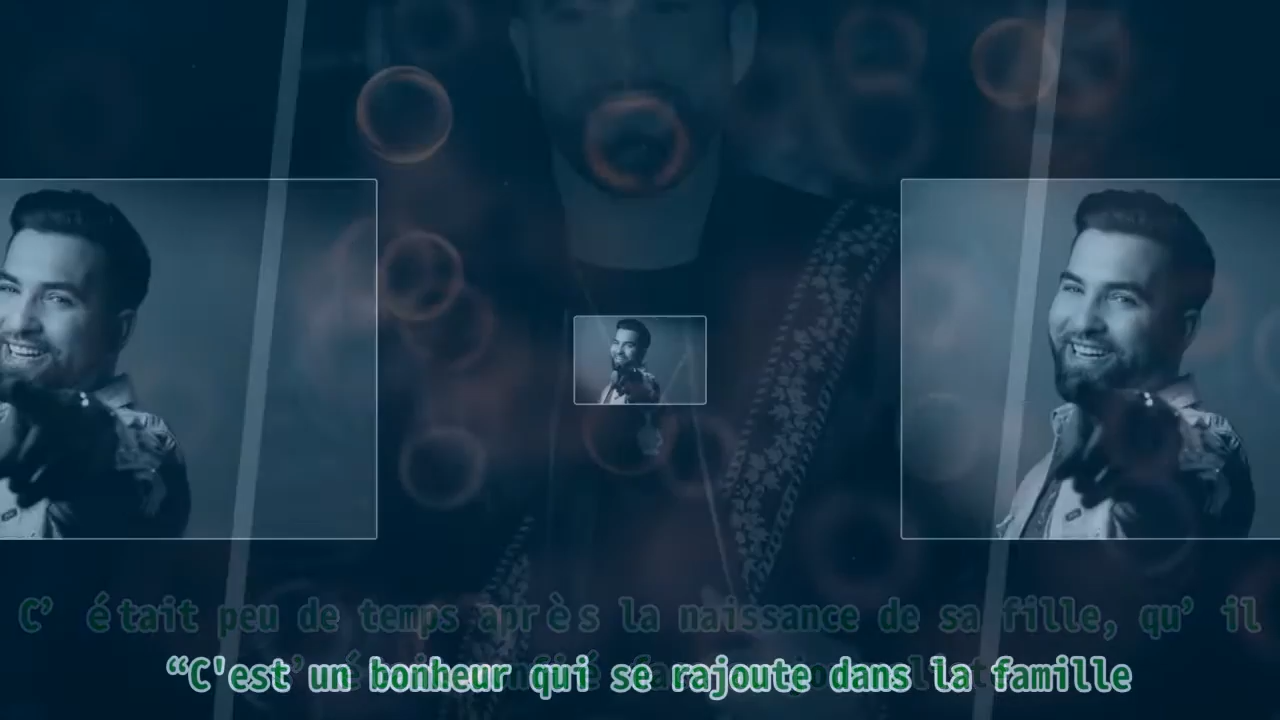 C’était peu de temps après la naissance de sa fille, qu’il
“C'est un bonheur qui se rajoute dans la famille